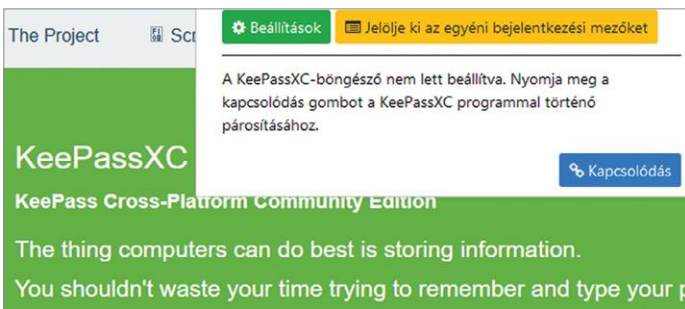 The Project
Beállítások Jelölje ki az egyéni bejelentkezési mezőket
A KeePassXC-böngésző nem lett beállítva. Nyomja meg a
kapcsolódás gombot a KeePassXC programmal történő
párosításához.
Kapcsolódás
KeePassXC
KeePass Cross-Platform Community Edition
The thing computers can do best is storing information.
You shouldn't waste your time trying to remember and type your